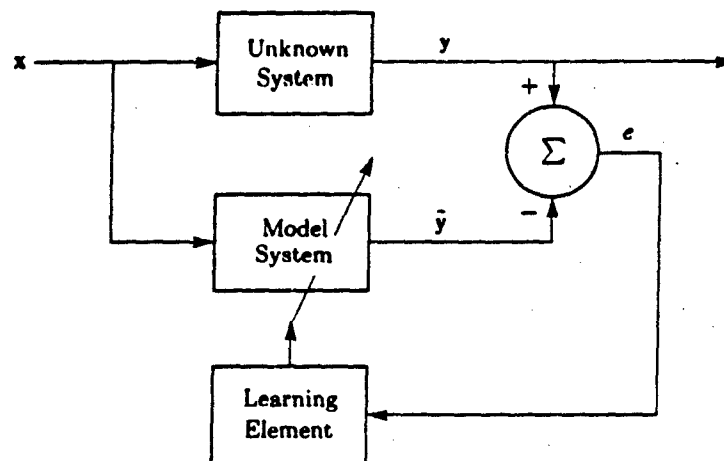 Unknown
System
x
y
+
Σ
e
Model
System
ỹ
−
Learning
Element